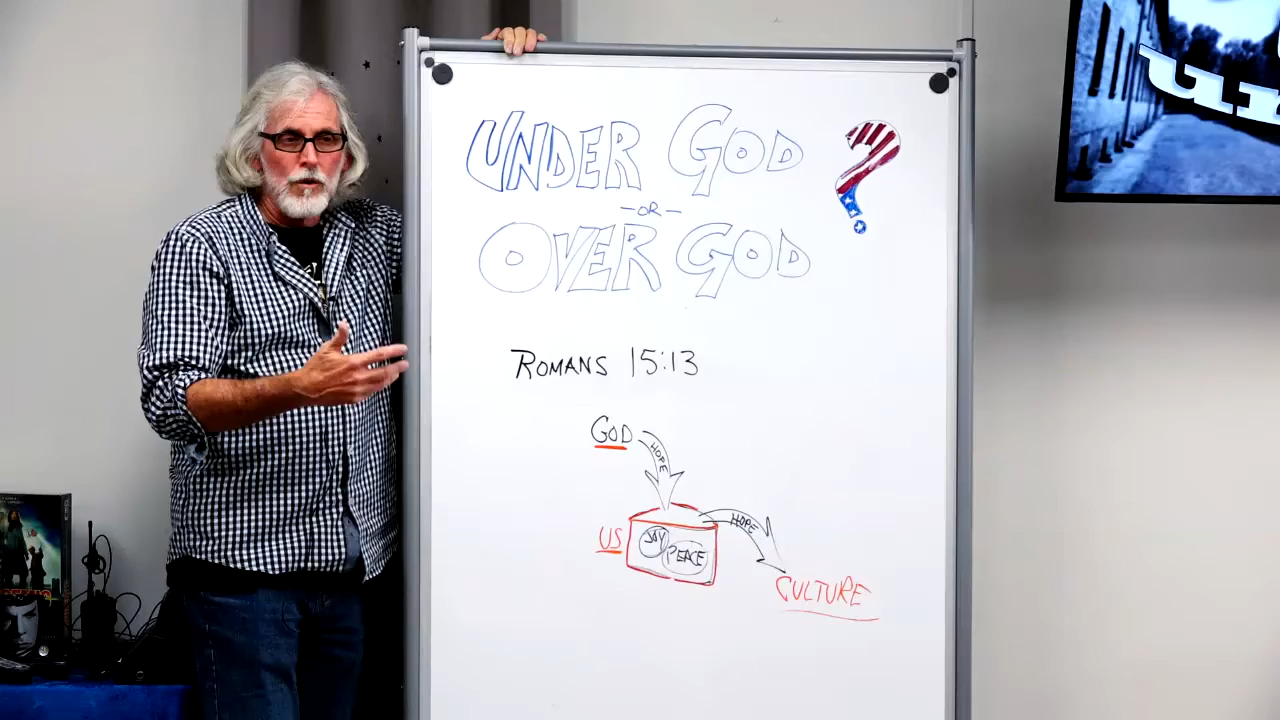 UNDER GOD ?
-OR-
OVER GOD
ROMANS 15:13
GOD
HOPE
US
JOY
PEACE
HOPE
CULTURE